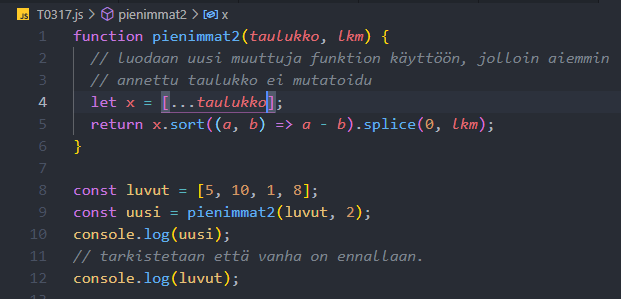 T0317.js > pienimmat2 > x
1 function pienimmat2(taulukko, lkm) {
2 // luodaan uusi muuttuja funktion käyttöön, jolloin aiemmin
3 // annettu taulukko ei mutatoidu
4 let x = [...taulukko];
5 return x.sort((a, b) => a - b).splice(0, lkm);
6 }
7
8 const luvut = [5, 10, 1, 8];
9 const uusi = pienimmat2(luvut, 2);
10 console.log(uusi);
11 // tarkistetaan että vanha on ennallaan.
12 console.log(luvut);